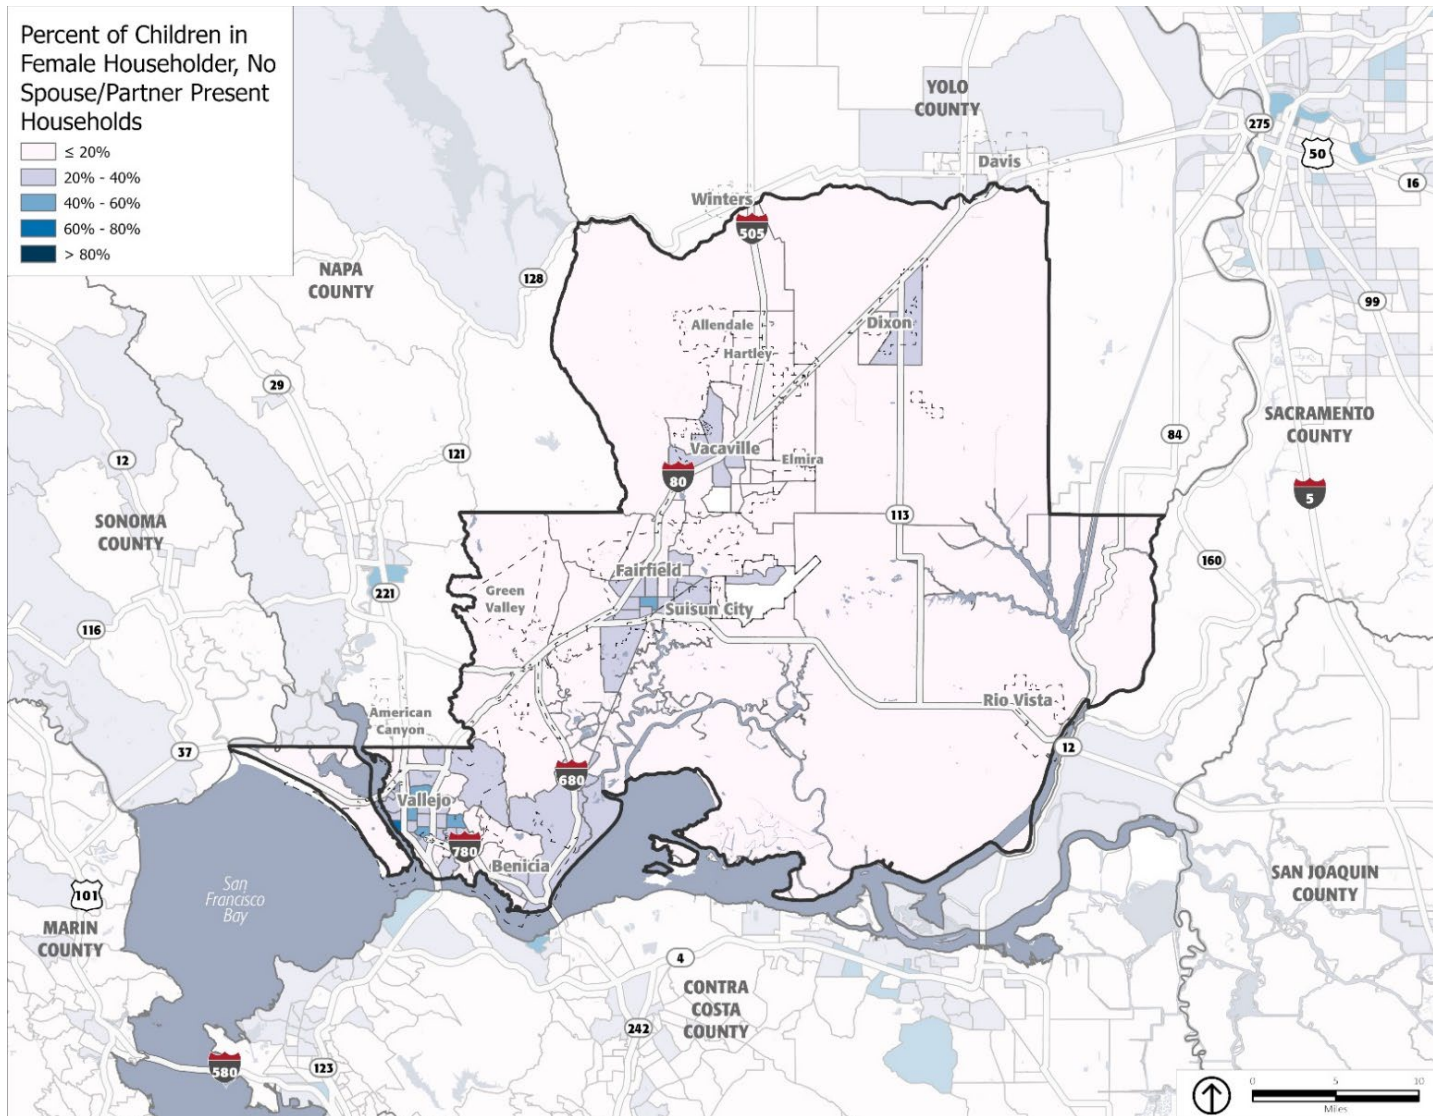 Percent of Children in
Female Householder, No
Spouse/Partner Present
Households
≤ 20%
20% - 40%
40% - 60%
60% - 80%
> 80%
YOLO
COUNTY
275
50
Davis
16
Winters
505
NAPA
COUNTY
128
99
Allendale
Dixon
Hartley
29
SACRAMENTO
COUNTY
84
12
121
Vacaville
Elmira
80
5
SONOMA
COUNTY
113
160
Fairfield
221
Green
Valley
Suisun City
116
Rio Vista
American
Canyon
37
12
680
Vallejo
780
Benicia
101
San
Francisco
Bay
SAN JOAQUIN
COUNTY
MARIN
COUNTY
4
CONTRA
COSTA
COUNTY
242
580
123
0 5 10
Miles